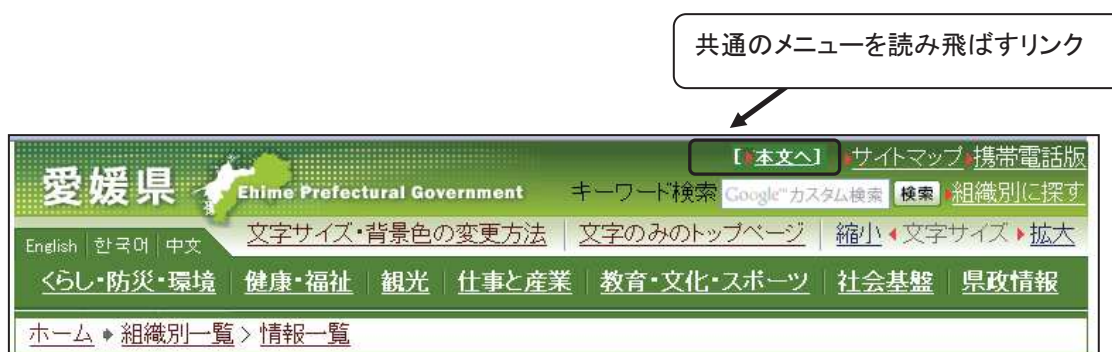 共通のメニューを読み飛ばすリンク
【本文へ】 サイトマップ 携帯電話版
愛媛県 Ehime Prefectural Government キーワード検索 Google™ カスタム検索 検索 組織別に探す
English 한국어 中文 文字サイズ・背景色の変更方法 文字のみのトップページ 縮小 文字サイズ 拡大
くらし・防災・環境 健康・福祉 観光 仕事と産業 教育・文化・スポーツ 社会基盤 県政情報
ホーム 組織別一覧 > 情報一覧